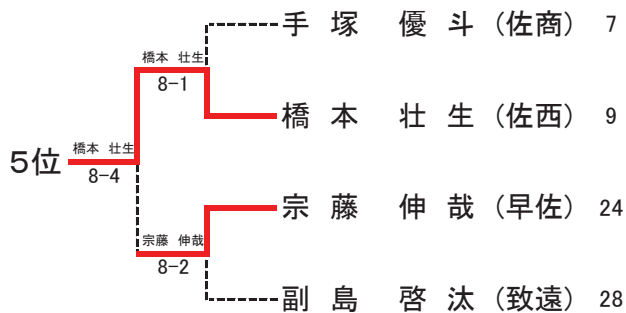 手塚 優斗 (佐商) 7
橋本 壮生
8-1
橋本 壮生 (佐西) 9
5位
橋本 壮生
8-4
宗藤 伸哉 (早佐) 24
宗藤 伸哉
8-2
副島 啓汰 (致遠) 28